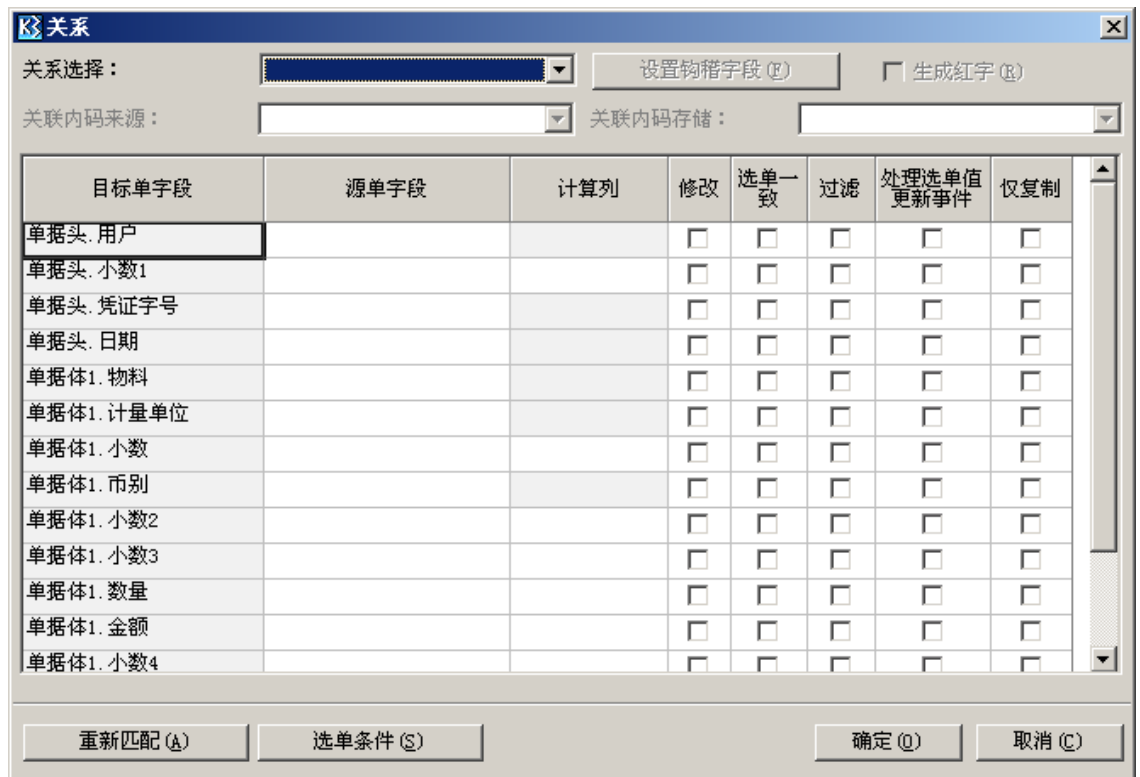 K3 关系
关系选择： 设置钩稽字段(F) 生成红字(R)
关联内码来源： 关联内码存储：
目标单字段 源单字段 计算列 修改 选单一致 过滤 处理选单值更新事件 仅复制
单据头.用户
单据头.小数1
单据头.凭证字号
单据头.日期
单据体1.物料
单据体1.计量单位
单据体1.小数
单据体1.币别
单据体1.小数2
单据体1.小数3
单据体1.数量
单据体1.金额
单据体1.小数4
重新匹配(A) 选单条件(S) 确定(O) 取消(C)